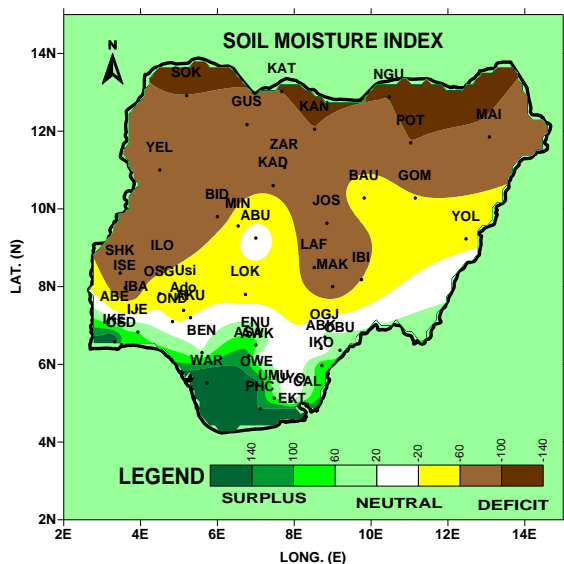 14N
12N
10N
8N
6N
4N
2N
LAT. (N)
N
SOIL MOISTURE INDEX
SOK
KAT
NGU
GUS
KAN
POT
MAI
ZAR
YEL
KAD
BAU
GOM
BID
MIN
ABU
JOS
YOL
SHK
ILO
LAF
ISE
OSG
Usi
LOK
MAK
IBI
IBA
Ado
ABE
OND
AKU
IJE
OGJ
IKE
OSD
BEN
ENU
ABK
OBU
AWK
IKO
WAR
OWE
UMU
UYO
CAL
PHC
EKT
LEGEND
140
100
60
20
-20
-60
-100
-140
SURPLUS
NEUTRAL
DEFICIT
2E
4E
6E
8E
10E
12E
14E
LONG. (E)